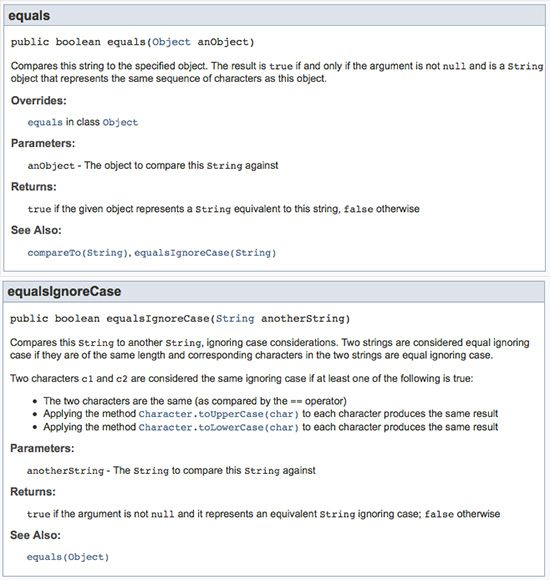 equals
public boolean equals(Object anObject)
Compares this string to the specified object. The result is true if and only if the argument is not null and is a String
object that represents the same sequence of characters as this object.
Overrides:
equals in class Object
Parameters:
anObject - The object to compare this String against
Returns:
true if the given object represents a String equivalent to this string, false otherwise
See Also:
compareTo(String), equalsIgnoreCase(String)
equalsIgnoreCase
public boolean equalsIgnoreCase(String anotherString)
Compares this String to another String, ignoring case considerations. Two strings are considered equal ignoring
case if they are of the same length and corresponding characters in the two strings are equal ignoring case.
Two characters c1 and c2 are considered the same ignoring case if at least one of the following is true:
• The two characters are the same (as compared by the == operator)
• Applying the method Character.toUpperCase(char) to each character produces the same result
• Applying the method Character.toLowerCase(char) to each character produces the same result
Parameters:
anotherString - The String to compare this String against
Returns:
true if the argument is not null and it represents an equivalent String ignoring case; false otherwise
See Also:
equals(Object)